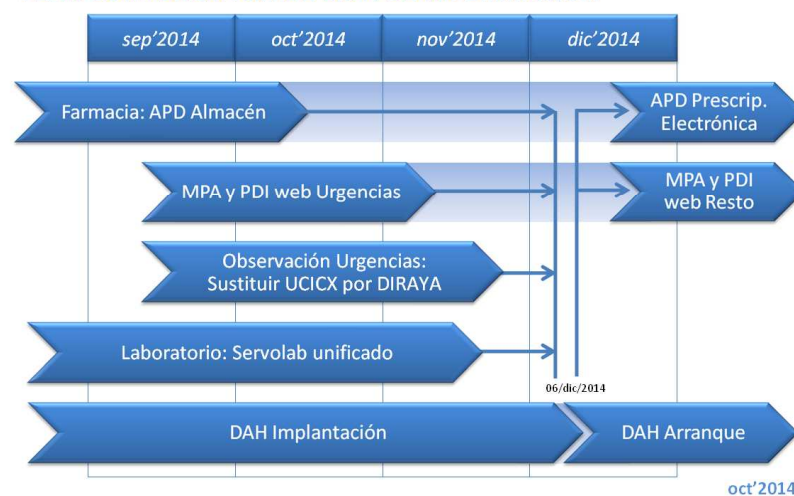 sep'2014
oct'2014
nov'2014
dic'2014
Farmacia: APD Almacén
APD Prescrip.
Electrónica
MPA y PDI web Urgencias
MPA y PDI
web Resto
Observación Urgencias:
Sustituir UCICX por DIRAYA
Laboratorio: Servolab unificado
06/dic/2014
DAH Implantación
DAH Arranque
oct'2014